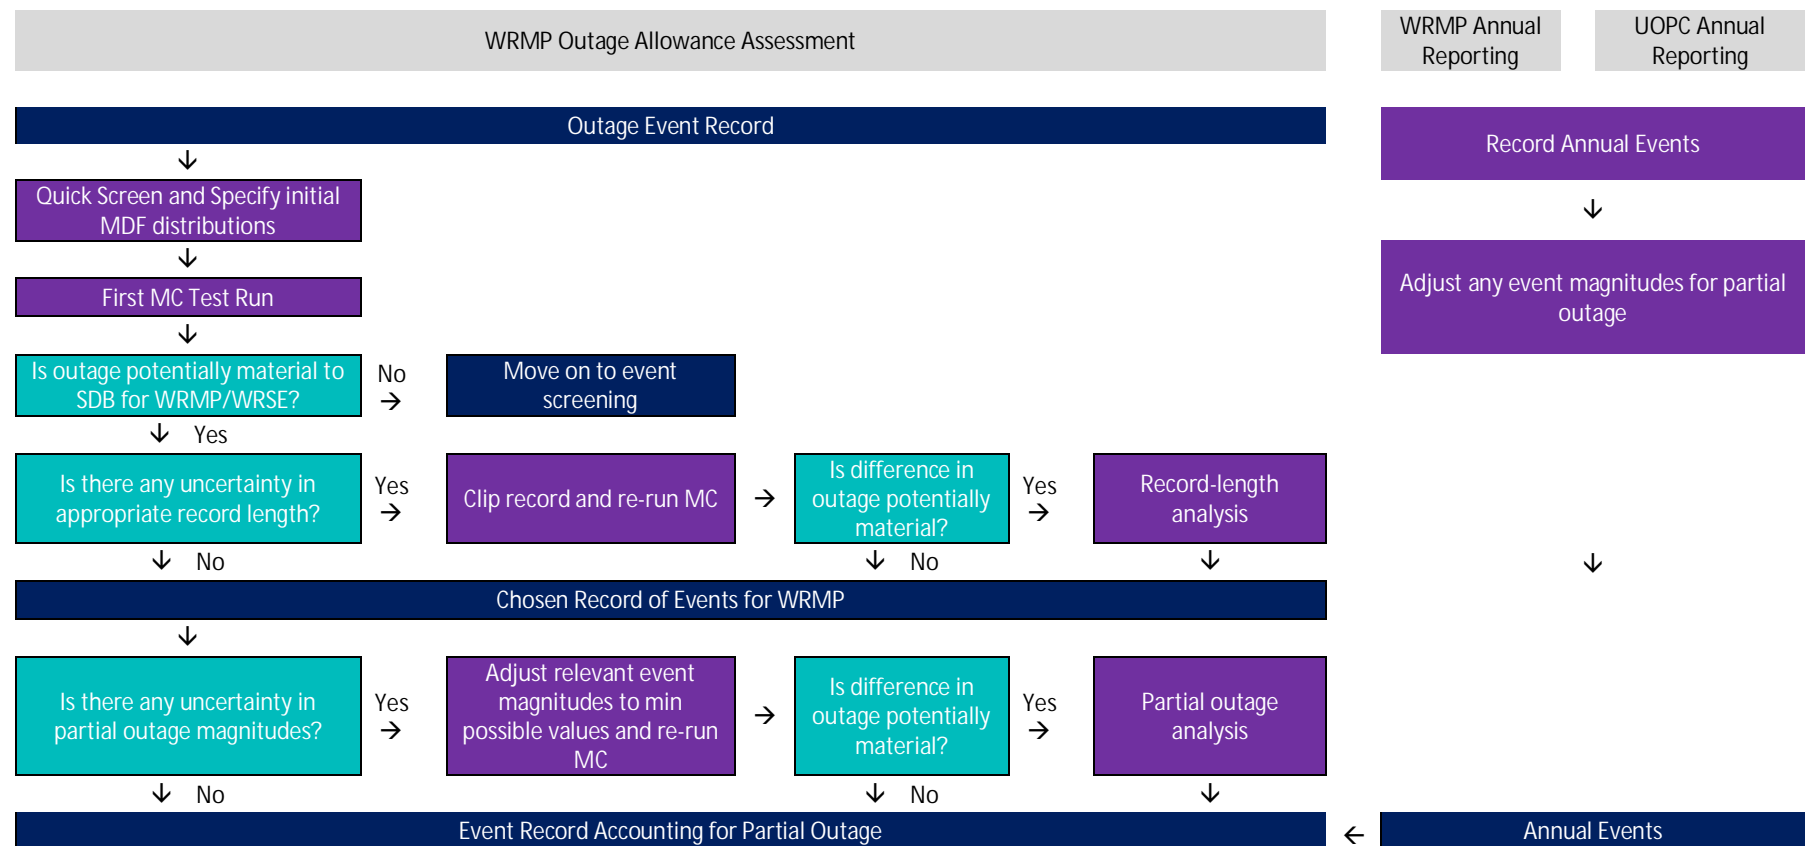 WRMP Outage Allowance Assessment
WRMP Annual
Reporting
UOPC Annual
Reporting
Outage Event Record
Record Annual Events
Quick Screen and Specify initial
MDF distributions
First MC Test Run
Adjust any event magnitudes for partial
outage
Is outage potentially material to
SDB for WRMP/WRSE?
No
Move on to event
screening
Yes
Is there any uncertainty in
appropriate record length?
Yes
Clip record and re-run MC
Is difference in
outage potentially
material?
Yes
Record-length
analysis
No
No
Chosen Record of Events for WRMP
Is there any uncertainty in
partial outage magnitudes?
Yes
Adjust relevant event
magnitudes to min
possible values and re-run
MC
Is difference in
outage potentially
material?
Yes
Partial outage
analysis
No
No
Event Record Accounting for Partial Outage
Annual Events